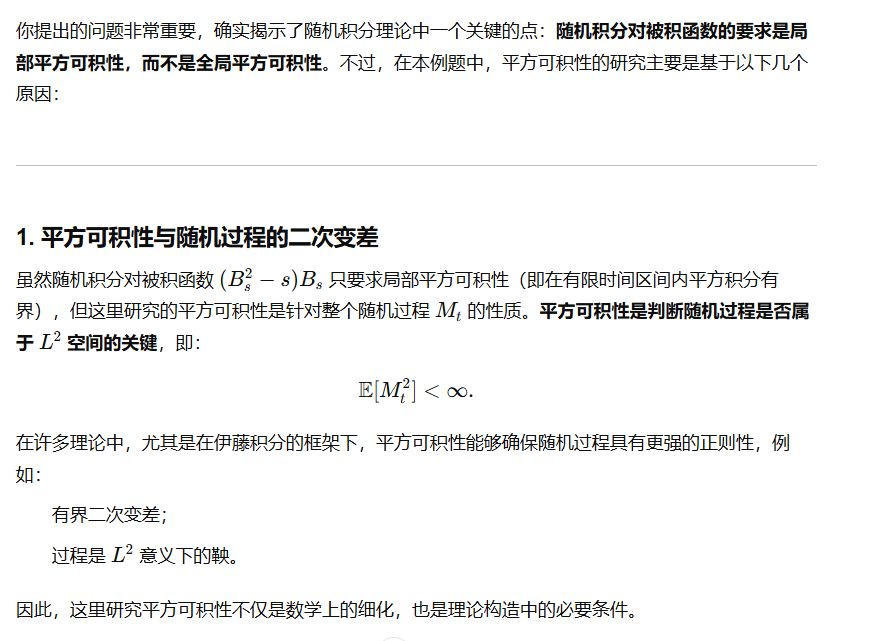 你提出的问题非常重要，确实揭示了随机积分理论中一个关键的点：随机积分对被积函数的要求是局
部平方可积性，而不是全局平方可积性。不过，在本例题中，平方可积性的研究主要是基于以下几个
原因：
1. 平方可积性与随机过程的二次变差
虽然随机积分对被积函数 (B_s^2 − s)B_s 只要求局部平方可积性（即在有限时间区间内平方积分有
界），但这里研究的平方可积性是针对整个随机过程 M_t 的性质。平方可积性是判断随机过程是否属
于 L^2 空间的关键，即：
𝔼[M_t^2] < ∞.
在许多理论中，尤其是在伊藤积分的框架下，平方可积性能够确保随机过程具有更强的正则性，例
如：
有界二次变差；
过程是 L^2 意义下的鞅。
因此，这里研究平方可积性不仅是数学上的细化，也是理论构造中的必要条件。